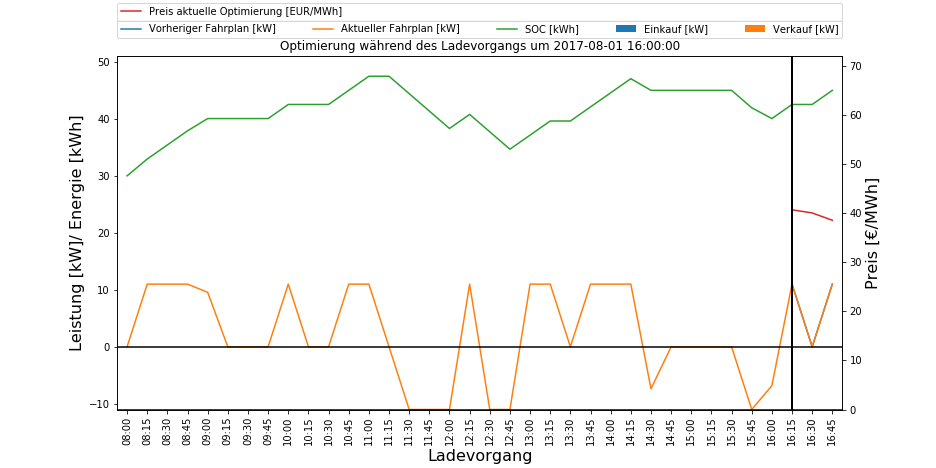 Preis aktuelle Optimierung [EUR/MWh]
Vorheriger Fahrplan [kW] Aktueller Fahrplan [kW] SOC [kWh] Einkauf [kW] Verkauf [kW]
Optimierung während des Ladevorgangs um 2017-08-01 16:00:00
Leistung [kW]/ Energie [kWh]
50
40
30
20
10
0
−10
70
60
50
40
30
20
10
0
Preis [€/MWh]
08:00 08:15 08:30 08:45 09:00 09:15 09:30 09:45 10:00 10:15 10:30 10:45 11:00 11:15 11:30 11:45 12:00 12:15 12:30 12:45 13:00 13:15 13:30 13:45 14:00 14:15 14:30 14:45 15:00 15:15 15:30 15:45 16:00 16:15 16:30 16:45
Ladevorgang